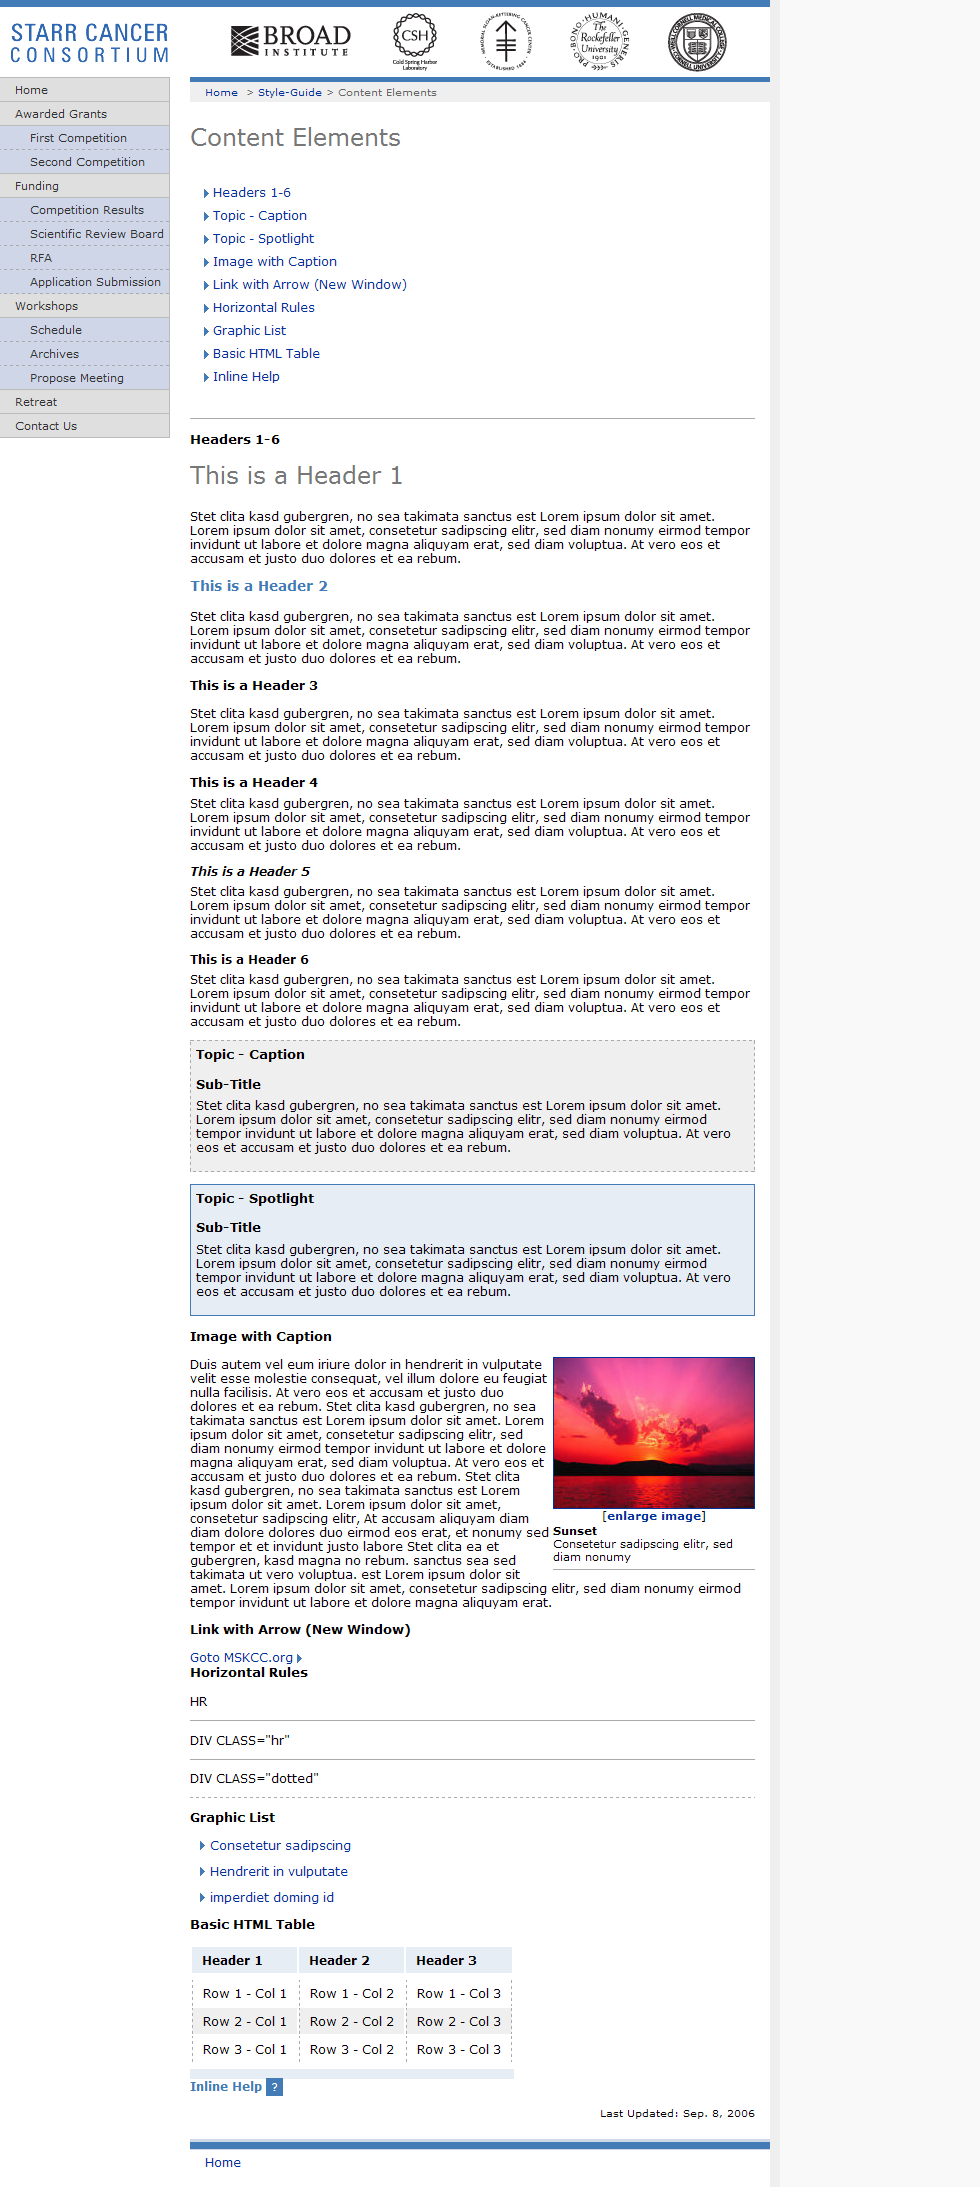 STARR CANCER
CONSORTIUM
BROAD
INSTITUTE
CSH
Cold Spring Harbor
Laboratory
MEMORIAL SLOAN-KETTERING CANCER CENTER
ESTABLISHED 1884
PRO·BONO·HUMANI·GENERIS
The
Rockefeller
University
1901
WEILL CORNELL MEDICAL COLLEGE
CORNELL UNIVERSITY
Home
Awarded Grants
First Competition
Second Competition
Funding
Competition Results
Scientific Review Board
RFA
Application Submission
Workshops
Schedule
Archives
Propose Meeting
Retreat
Contact Us
Home > Style-Guide > Content Elements
Content Elements
Headers 1-6
Topic - Caption
Topic - Spotlight
Image with Caption
Link with Arrow (New Window)
Horizontal Rules
Graphic List
Basic HTML Table
Inline Help
Headers 1-6
This is a Header 1
Stet clita kasd gubergren, no sea takimata sanctus est Lorem ipsum dolor sit amet.
Lorem ipsum dolor sit amet, consetetur sadipscing elitr, sed diam nonumy eirmod tempor
invidunt ut labore et dolore magna aliquyam erat, sed diam voluptua. At vero eos et
accusam et justo duo dolores et ea rebum.
This is a Header 2
Stet clita kasd gubergren, no sea takimata sanctus est Lorem ipsum dolor sit amet.
Lorem ipsum dolor sit amet, consetetur sadipscing elitr, sed diam nonumy eirmod tempor
invidunt ut labore et dolore magna aliquyam erat, sed diam voluptua. At vero eos et
accusam et justo duo dolores et ea rebum.
This is a Header 3
Stet clita kasd gubergren, no sea takimata sanctus est Lorem ipsum dolor sit amet.
Lorem ipsum dolor sit amet, consetetur sadipscing elitr, sed diam nonumy eirmod tempor
invidunt ut labore et dolore magna aliquyam erat, sed diam voluptua. At vero eos et
accusam et justo duo dolores et ea rebum.
This is a Header 4
Stet clita kasd gubergren, no sea takimata sanctus est Lorem ipsum dolor sit amet.
Lorem ipsum dolor sit amet, consetetur sadipscing elitr, sed diam nonumy eirmod tempor
invidunt ut labore et dolore magna aliquyam erat, sed diam voluptua. At vero eos et
accusam et justo duo dolores et ea rebum.
This is a Header 5
Stet clita kasd gubergren, no sea takimata sanctus est Lorem ipsum dolor sit amet.
Lorem ipsum dolor sit amet, consetetur sadipscing elitr, sed diam nonumy eirmod tempor
invidunt ut labore et dolore magna aliquyam erat, sed diam voluptua. At vero eos et
accusam et justo duo dolores et ea rebum.
This is a Header 6
Stet clita kasd gubergren, no sea takimata sanctus est Lorem ipsum dolor sit amet.
Lorem ipsum dolor sit amet, consetetur sadipscing elitr, sed diam nonumy eirmod tempor
invidunt ut labore et dolore magna aliquyam erat, sed diam voluptua. At vero eos et
accusam et justo duo dolores et ea rebum.
Topic - Caption
Sub-Title
Stet clita kasd gubergren, no sea takimata sanctus est Lorem ipsum dolor sit amet.
Lorem ipsum dolor sit amet, consetetur sadipscing elitr, sed diam nonumy eirmod
tempor invidunt ut labore et dolore magna aliquyam erat, sed diam voluptua. At vero
eos et accusam et justo duo dolores et ea rebum.
Topic - Spotlight
Sub-Title
Stet clita kasd gubergren, no sea takimata sanctus est Lorem ipsum dolor sit amet.
Lorem ipsum dolor sit amet, consetetur sadipscing elitr, sed diam nonumy eirmod
tempor invidunt ut labore et dolore magna aliquyam erat, sed diam voluptua. At vero
eos et accusam et justo duo dolores et ea rebum.
Image with Caption
Duis autem vel eum iriure dolor in hendrerit in vulputate
velit esse molestie consequat, vel illum dolore eu feugiat
nulla facilisis. At vero eos et accusam et justo duo
dolores et ea rebum. Stet clita kasd gubergren, no sea
takimata sanctus est Lorem ipsum dolor sit amet. Lorem
ipsum dolor sit amet, consetetur sadipscing elitr, sed
diam nonumy eirmod tempor invidunt ut labore et dolore
magna aliquyam erat, sed diam voluptua. At vero eos et
accusam et justo duo dolores et ea rebum. Stet clita
kasd gubergren, no sea takimata sanctus est Lorem
ipsum dolor sit amet. Lorem ipsum dolor sit amet,
consetetur sadipscing elitr, At accusam aliquyam diam
diam dolore dolores duo eirmod eos erat, et nonumy sed
tempor et et invidunt justo labore Stet clita ea et
gubergren, kasd magna no rebum. sanctus sea sed
takimata ut vero voluptua. est Lorem ipsum dolor sit
amet. Lorem ipsum dolor sit amet, consetetur sadipscing elitr, sed diam nonumy eirmod
tempor invidunt ut labore et dolore magna aliquyam erat.
[enlarge image]
Sunset
Consetetur sadipscing elitr, sed
diam nonumy
Link with Arrow (New Window)
Goto MSKCC.org
Horizontal Rules
HR
DIV CLASS="hr"
DIV CLASS="dotted"
Graphic List
Consetetur sadipscing
Hendrerit in vulputate
imperdiet doming id
Basic HTML Table
Header 1 Header 2 Header 3
Row 1 - Col 1 Row 1 - Col 2 Row 1 - Col 3
Row 2 - Col 1 Row 2 - Col 2 Row 2 - Col 3
Row 3 - Col 1 Row 3 - Col 2 Row 3 - Col 3
Inline Help ?
Last Updated: Sep. 8, 2006
Home